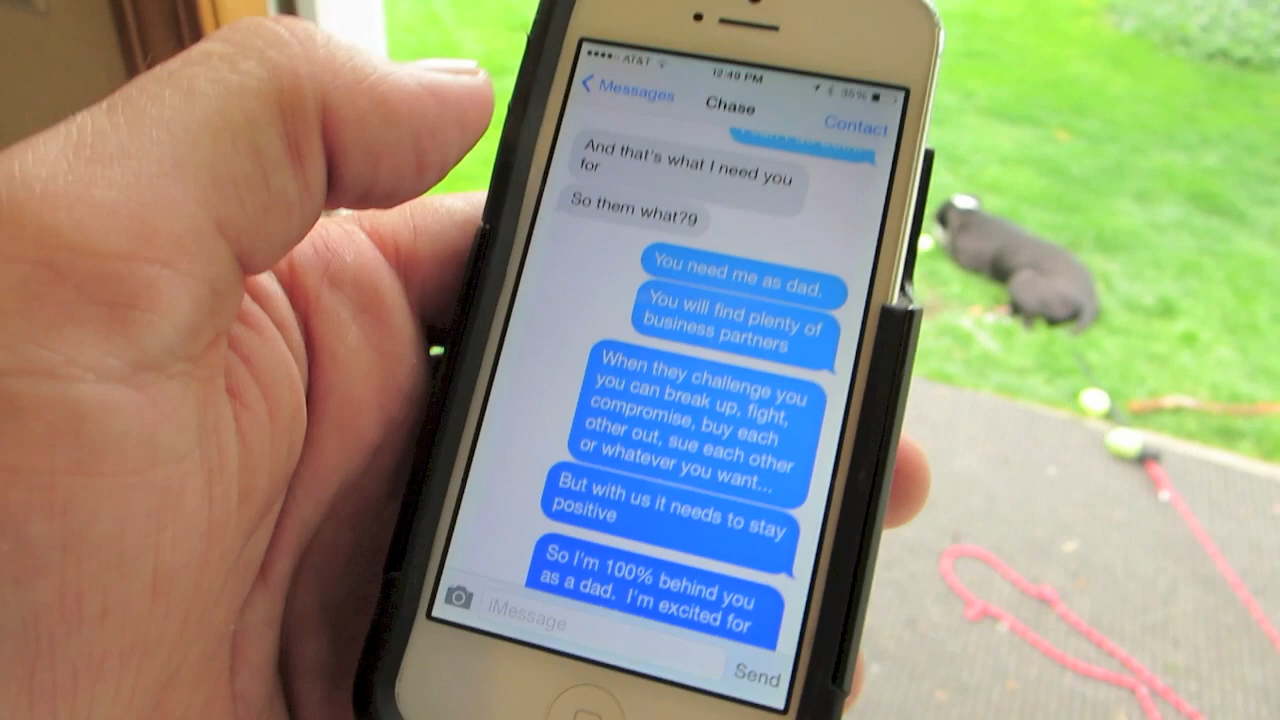 AT&T 12:49 PM 35%
Messages Chase Contact
And that's what I need you
for
So them what?9
You need me as dad.
You will find plenty of
business partners
When they challenge you
you can break up, fight,
compromise, buy each
other out, sue each other
or whatever you want...
But with us it needs to stay
positive
So I'm 100% behind you
as a dad. I'm excited for
iMessage
Send